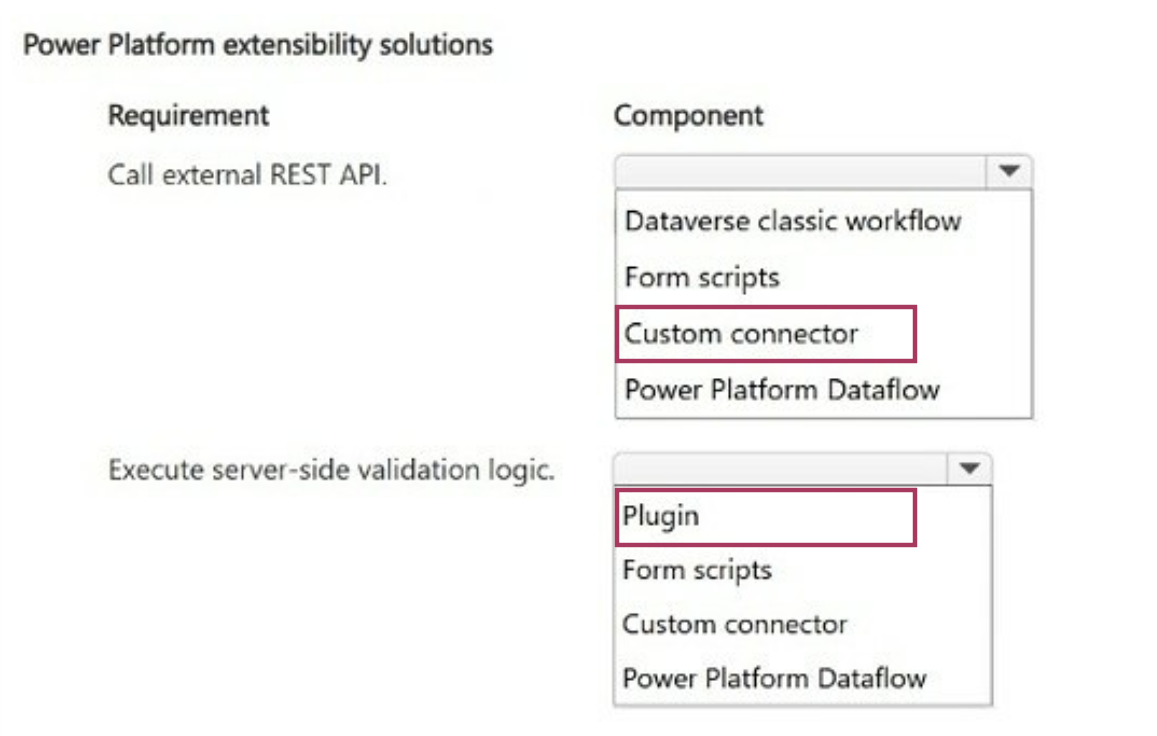 Power Platform extensibility solutions
Requirement
Component
Call external REST API.
Dataverse classic workflow
Form scripts
Custom connector
Power Platform Dataflow
Execute server-side validation logic.
Plugin
Form scripts
Custom connector
Power Platform Dataflow